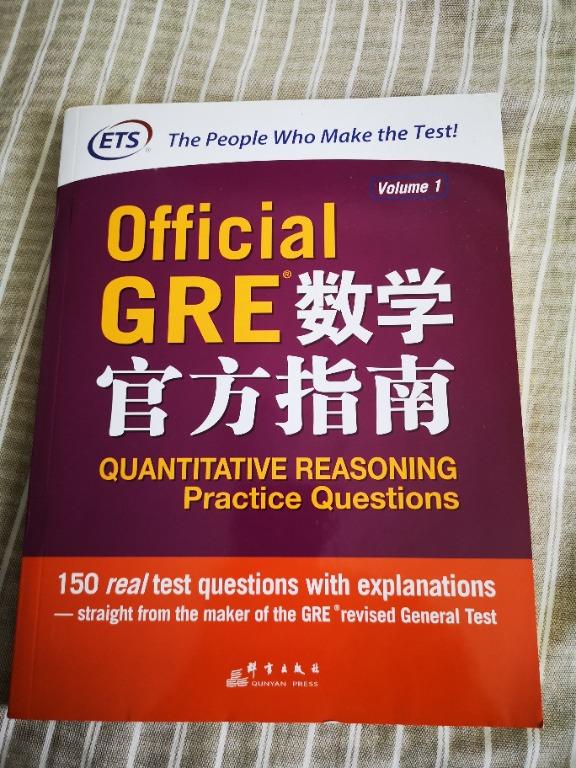 ETS®
The People Who Make the Test!
Volume 1
Official
GRE®数学
官方指南
QUANTITATIVE REASONING
Practice Questions
150 real test questions with explanations
— straight from the maker of the GRE® revised General Test
群言出版社
QUNYAN PRESS